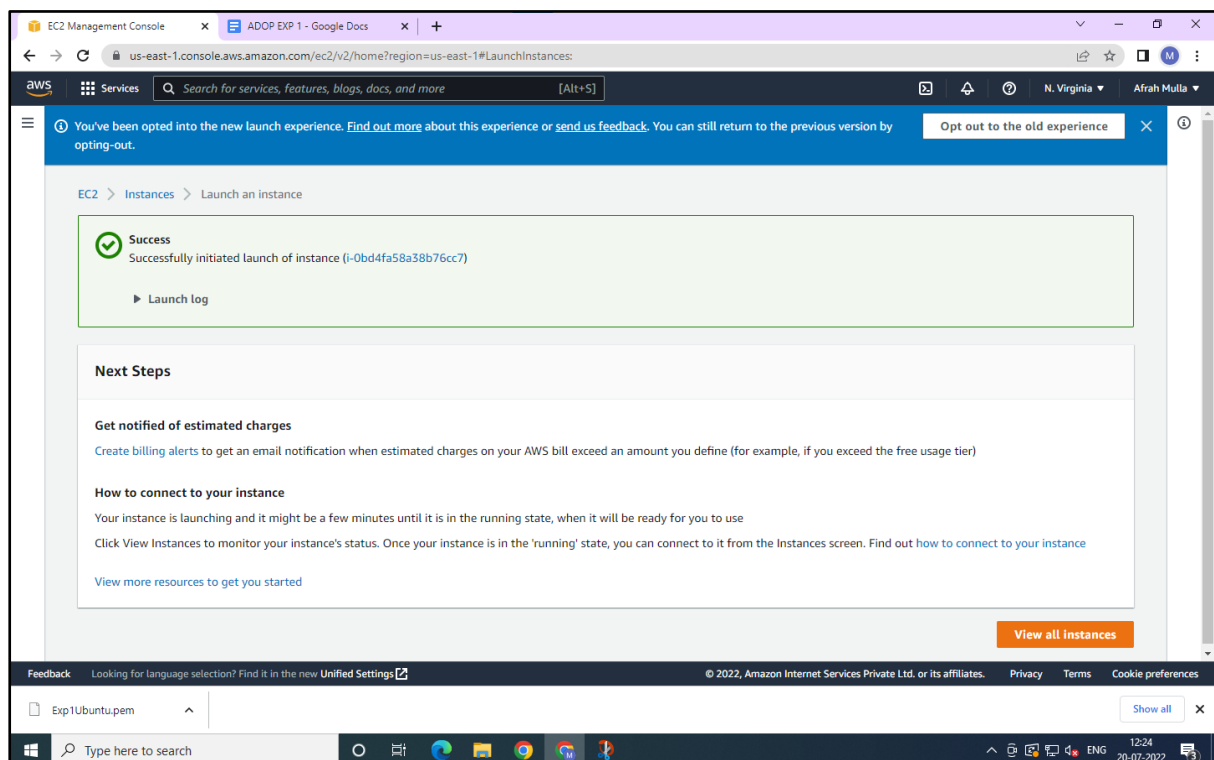 EC2 Management Console
ADOP EXP 1 - Google Docs
us-east-1.console.aws.amazon.com/ec2/v2/home?region=us-east-1#LaunchInstances:
M
aws
Services
Search for services, features, blogs, docs, and more
[Alt+S]
N. Virginia
Afrah Mulla
You've been opted into the new launch experience. Find out more about this experience or send us feedback. You can still return to the previous version by
opting-out.
Opt out to the old experience
EC2 > Instances > Launch an instance
Success
Successfully initiated launch of instance (i-0bd4fa58a38b76cc7)
Launch log
Next Steps
Get notified of estimated charges
Create billing alerts to get an email notification when estimated charges on your AWS bill exceed an amount you define (for example, if you exceed the free usage tier)
How to connect to your instance
Your instance is launching and it might be a few minutes until it is in the running state, when it will be ready for you to use
Click View Instances to monitor your instance's status. Once your instance is in the 'running' state, you can connect to it from the Instances screen. Find out how to connect to your instance
View more resources to get you started
View all instances
Feedback
Looking for language selection? Find it in the new Unified Settings
© 2022, Amazon Internet Services Private Ltd. or its affiliates.
Privacy
Terms
Cookie preferences
Exp1Ubuntu.pem
Show all
Type here to search
ENG
12:24
20-07-2022
3